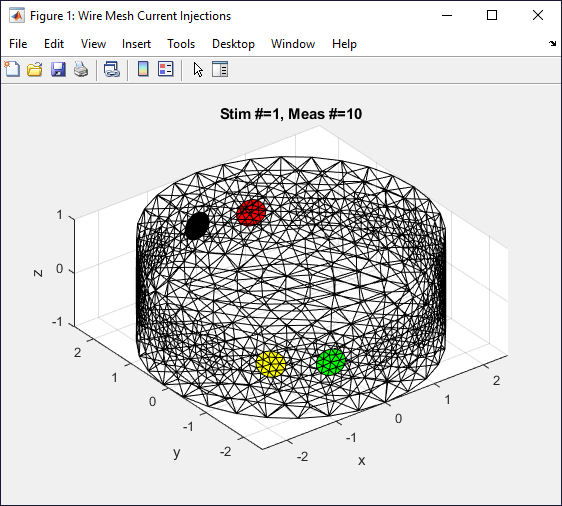 Figure 1: Wire Mesh Current Injections
File Edit View Insert Tools Desktop Window Help
Stim #=1, Meas #=10
1
0
-1
z
2
1
0
-1
-2
y
-2
-1
0
1
2
x